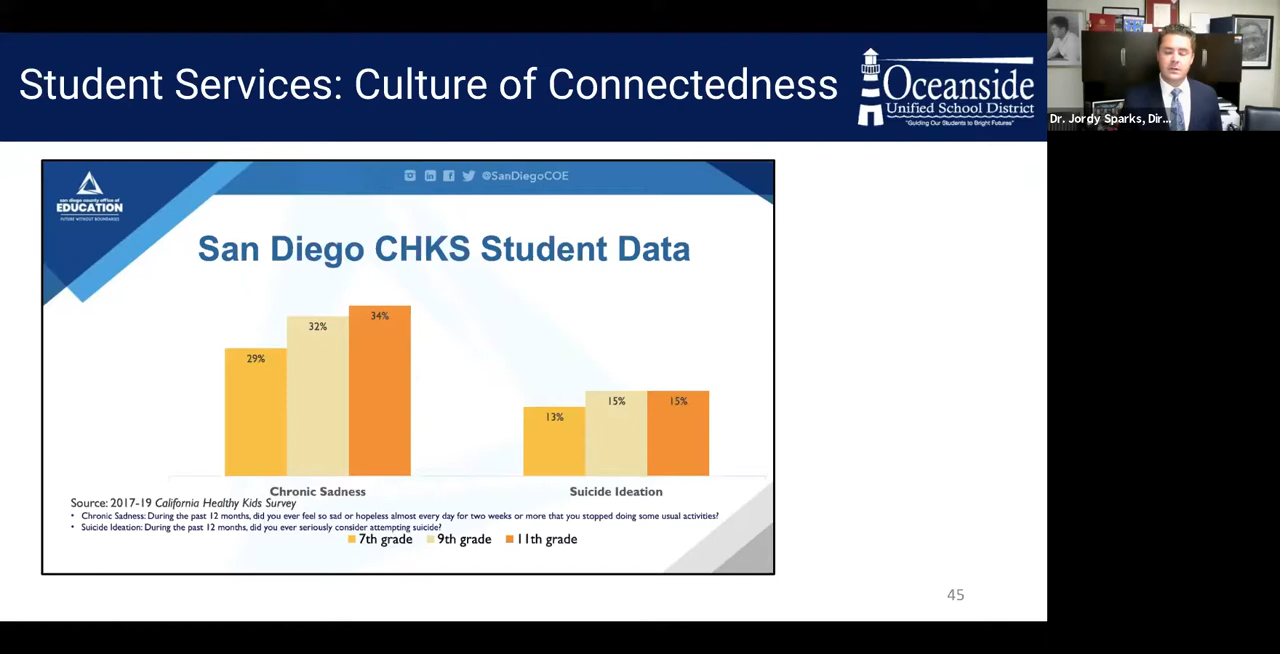 Student Services: Culture of Connectedness
Oceanside
Unified School District
"Guiding Our Students to Bright Futures"
Dr. Jordy Sparks, Dir...
@SanDiegoCOE
san diego county office of
EDUCATION
FUTURE WITHOUT BOUNDARIES
San Diego CHKS Student Data
29%
32%
34%
13%
15%
15%
Chronic Sadness
Suicide Ideation
Source: 2017-19 California Healthy Kids Survey
• Chronic Sadness: During the past 12 months, did you ever feel so sad or hopeless almost every day for two weeks or more that you stopped doing some usual activities?
• Suicide Ideation: During the past 12 months, did you ever seriously consider attempting suicide?
7th grade 9th grade 11th grade
45